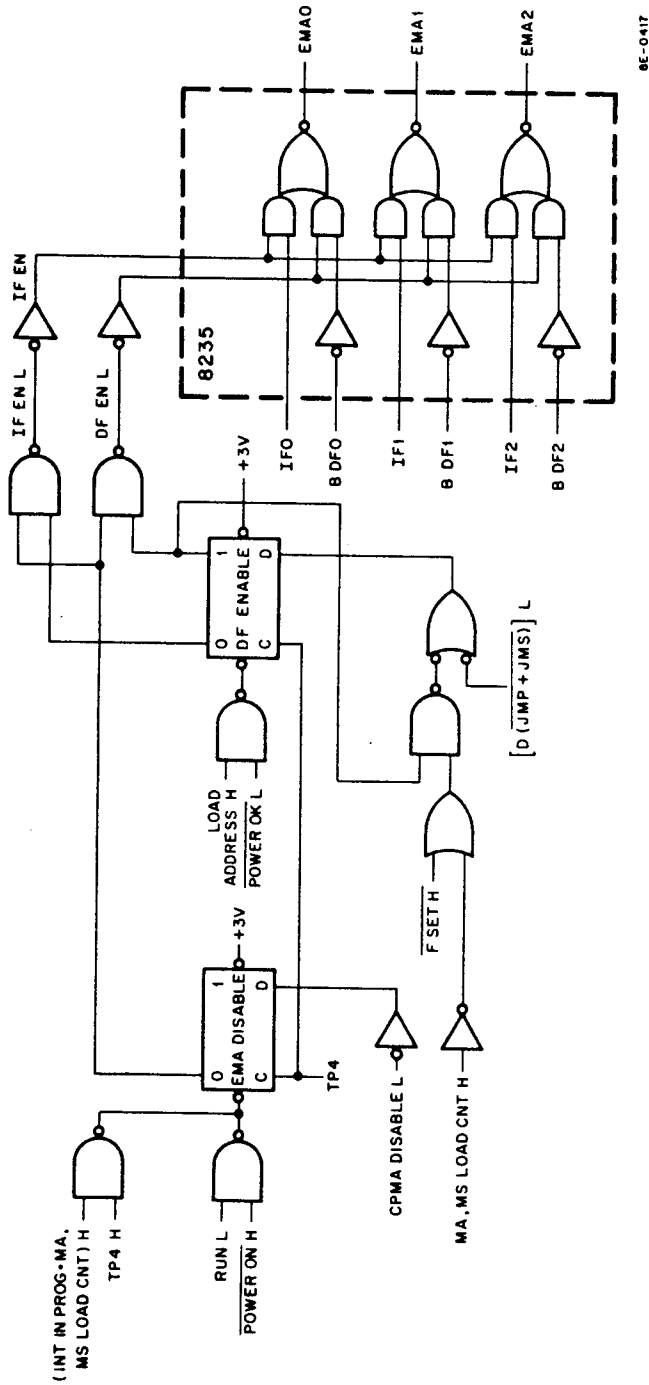 (INT IN PROG•MA,
MS LOAD CNT) H
TP4 H
RUN L
POWER ON H
O
1
EMA DISABLE
C
D
+3V
TP4
CPMA DISABLE L
MA, MS LOAD CNT H
F SET H
LOAD
ADDRESS H
POWER OK L
O
1
DF ENABLE
C
D
+3V
[D (JMP + JMS)] L
IF EN L
IF EN
DF EN L
8235
IF0
B DF0
IF1
B DF1
IF2
B DF2
EMA0
EMA1
EMA2
8E-0417